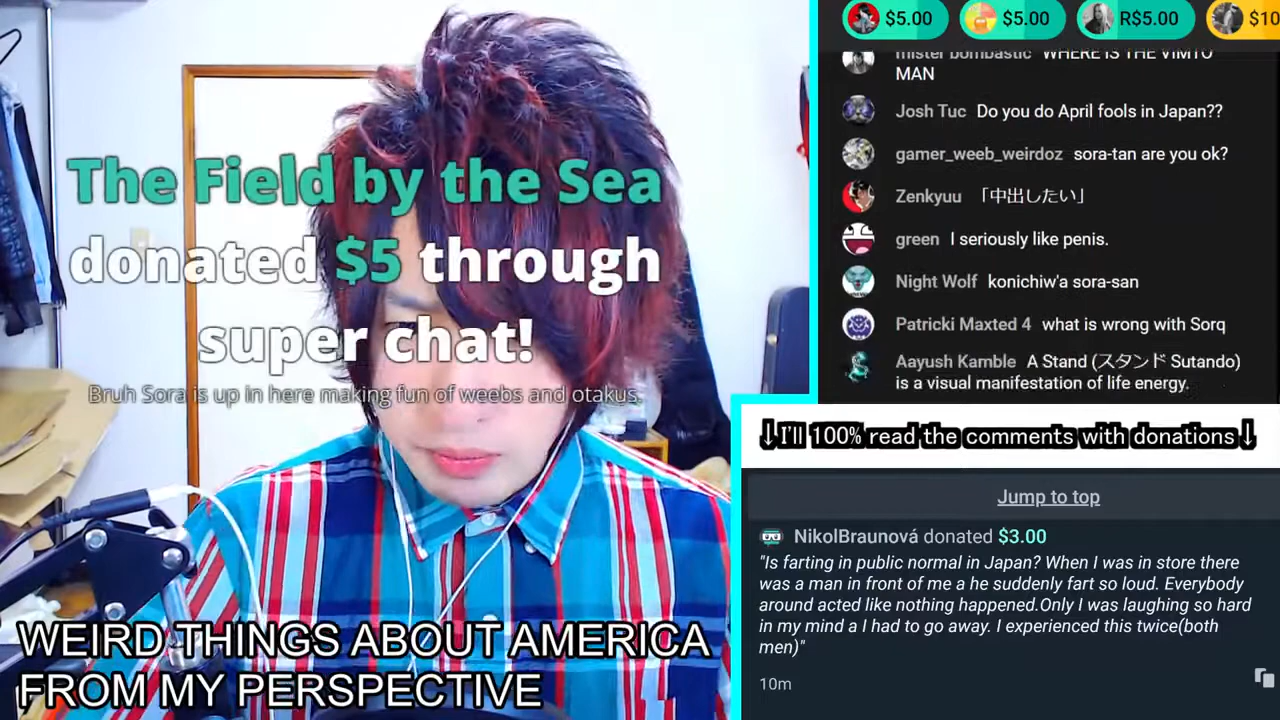 The Field by the Sea
donated $5 through
super chat!
Bruh Sora is up in here making fun of weebs and otakus.
WEIRD THINGS ABOUT AMERICA
FROM MY PERSPECTIVE
$5.00
$5.00
R$5.00
$10
mister bombastic WHERE IS THE VIMTO
MAN
Josh Tuc Do you do April fools in Japan??
gamer_weeb_weirdoz sora-tan are you ok?
Zenkyuu 「中出したい」
green I seriously like penis.
Night Wolf konichiw'a sora-san
Patricki Maxted 4 what is wrong with Sorq
Aayush Kamble A Stand (スタンド Sutando)
is a visual manifestation of life energy.
↓I'll 100% read the comments with donations↓
Jump to top
NikolBraunová donated $3.00
"Is farting in public normal in Japan? When I was in store there
was a man in front of me a he suddenly fart so loud. Everybody
around acted like nothing happened.Only I was laughing so hard
in my mind a I had to go away. I experienced this twice(both
men)"
10m